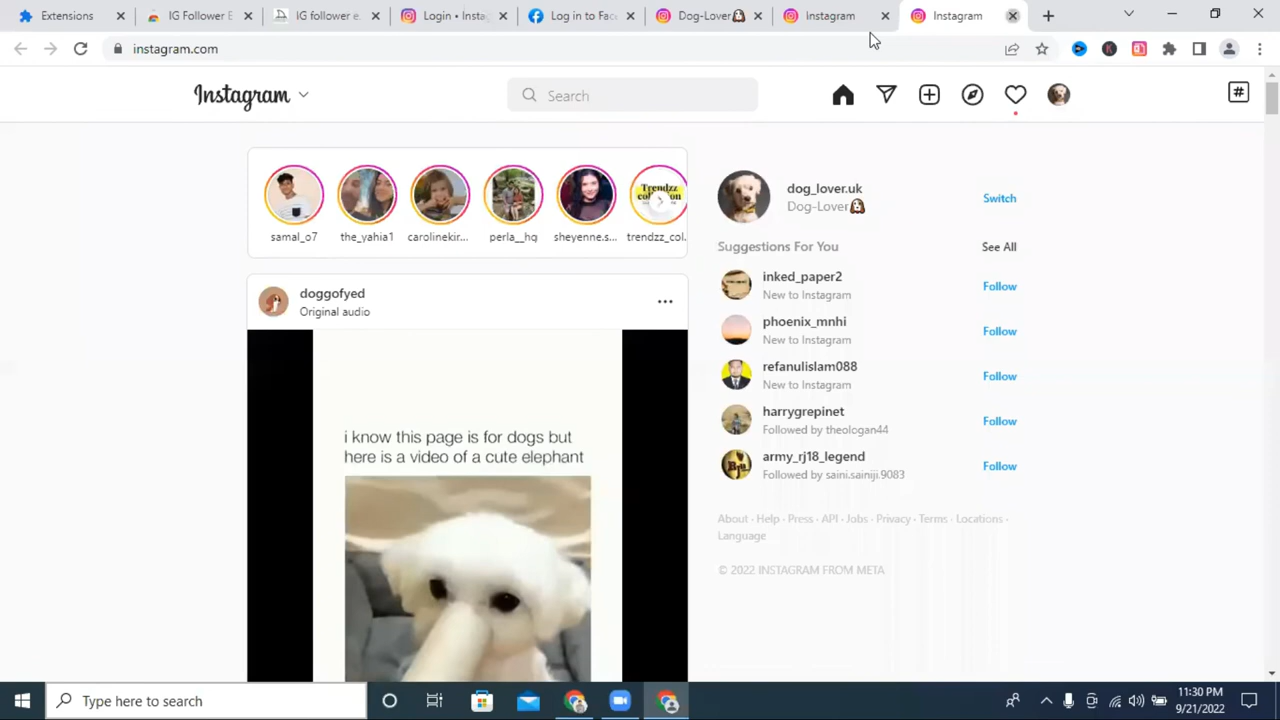 Extensions
IG Follower E
IG follower e
Login • Instag
Log in to Fac
Dog-Lover
Instagram
Instagram
instagram.com
Instagram
Search
samal_o7
the_yahia1
carolinekir...
perla__hq
sheyenne.s...
Trendzz
trendzz_col...
dog_lover.uk
Dog-Lover🐶
Switch
Suggestions For You
See All
inked_paper2
New to Instagram
Follow
phoenix_mnhi
New to Instagram
Follow
refanulislam088
New to Instagram
Follow
harrygrepinet
Followed by theologan44
Follow
army_rj18_legend
Followed by saini.sainiji.9083
Follow
About · Help · Press · API · Jobs · Privacy · Terms · Locations ·
Language
© 2022 INSTAGRAM FROM META
doggofyed
Original audio
i know this page is for dogs but
here is a video of a cute elephant
Type here to search
11:30 PM
9/21/2022